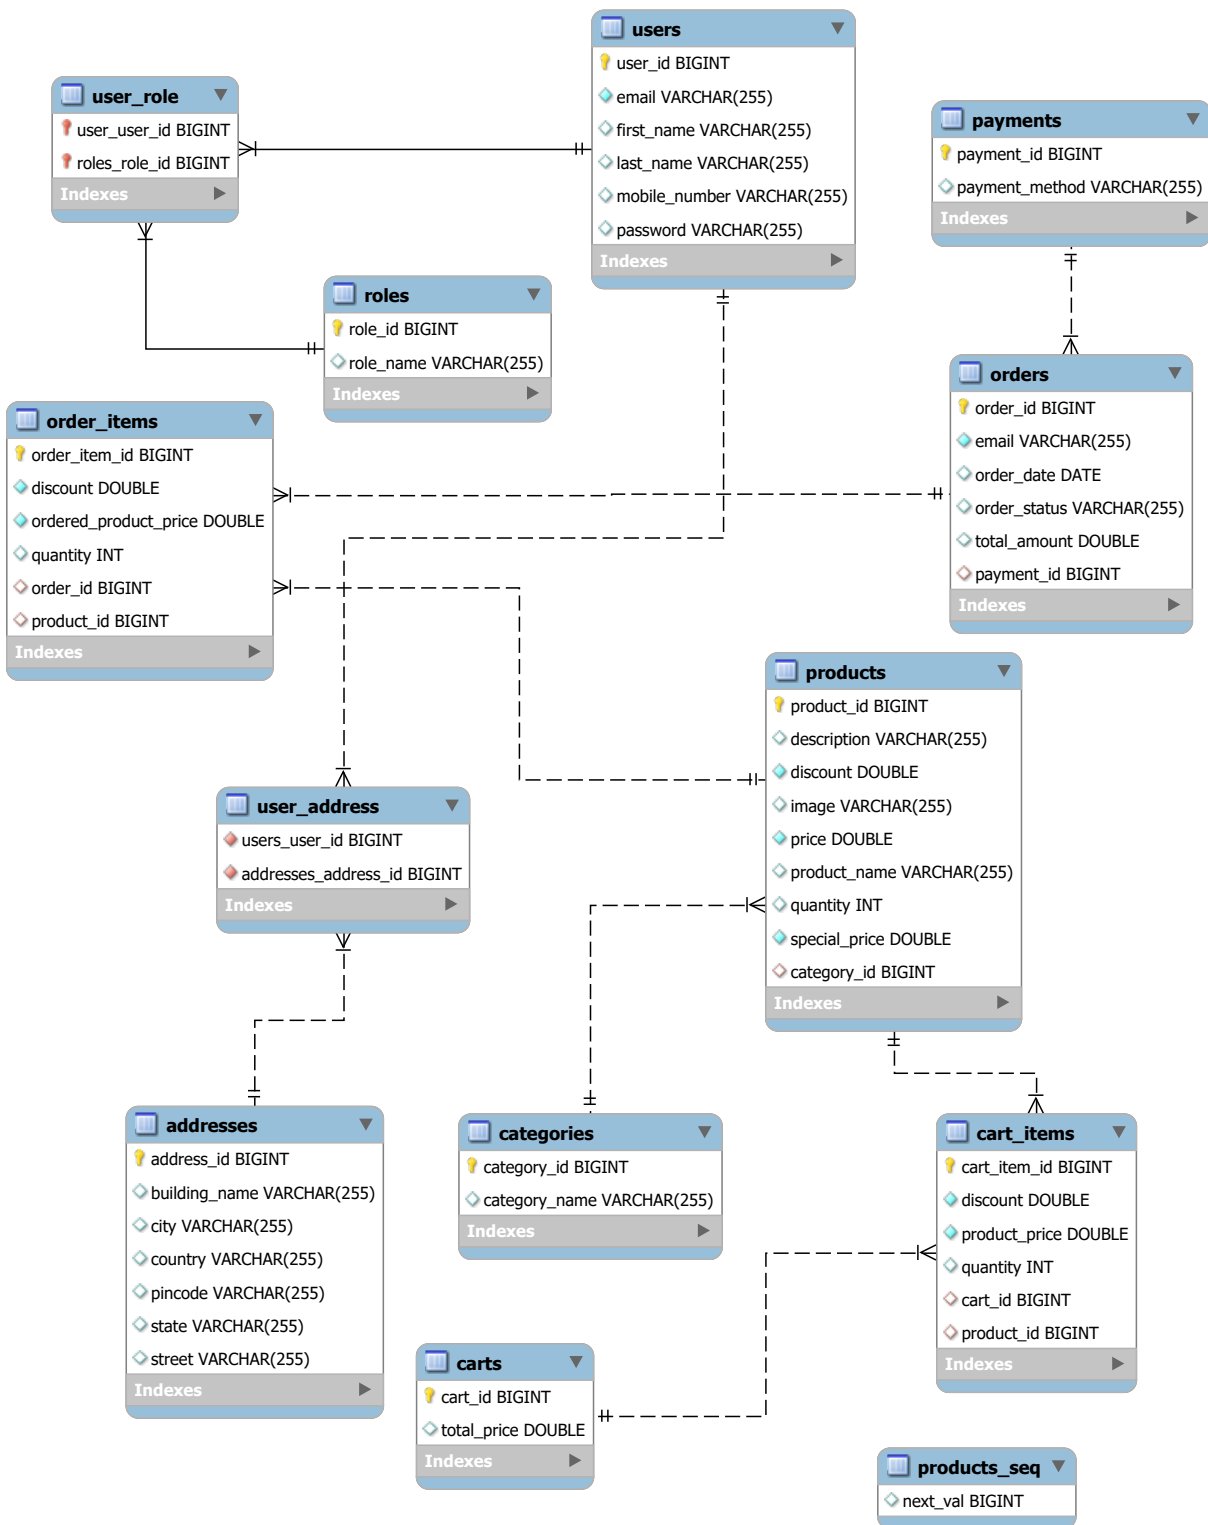 users
user_id BIGINT
email VARCHAR(255)
first_name VARCHAR(255)
last_name VARCHAR(255)
mobile_number VARCHAR(255)
password VARCHAR(255)
Indexes
user_role
user_user_id BIGINT
roles_role_id BIGINT
Indexes
payments
payment_id BIGINT
payment_method VARCHAR(255)
Indexes
roles
role_id BIGINT
role_name VARCHAR(255)
Indexes
orders
order_id BIGINT
email VARCHAR(255)
order_date DATE
order_status VARCHAR(255)
total_amount DOUBLE
payment_id BIGINT
Indexes
order_items
order_item_id BIGINT
discount DOUBLE
ordered_product_price DOUBLE
quantity INT
order_id BIGINT
product_id BIGINT
Indexes
products
product_id BIGINT
description VARCHAR(255)
discount DOUBLE
image VARCHAR(255)
price DOUBLE
product_name VARCHAR(255)
quantity INT
special_price DOUBLE
category_id BIGINT
Indexes
user_address
users_user_id BIGINT
addresses_address_id BIGINT
Indexes
addresses
address_id BIGINT
building_name VARCHAR(255)
city VARCHAR(255)
country VARCHAR(255)
pincode VARCHAR(255)
state VARCHAR(255)
street VARCHAR(255)
Indexes
categories
category_id BIGINT
category_name VARCHAR(255)
Indexes
cart_items
cart_item_id BIGINT
discount DOUBLE
product_price DOUBLE
quantity INT
cart_id BIGINT
product_id BIGINT
Indexes
carts
cart_id BIGINT
total_price DOUBLE
Indexes
products_seq
next_val BIGINT